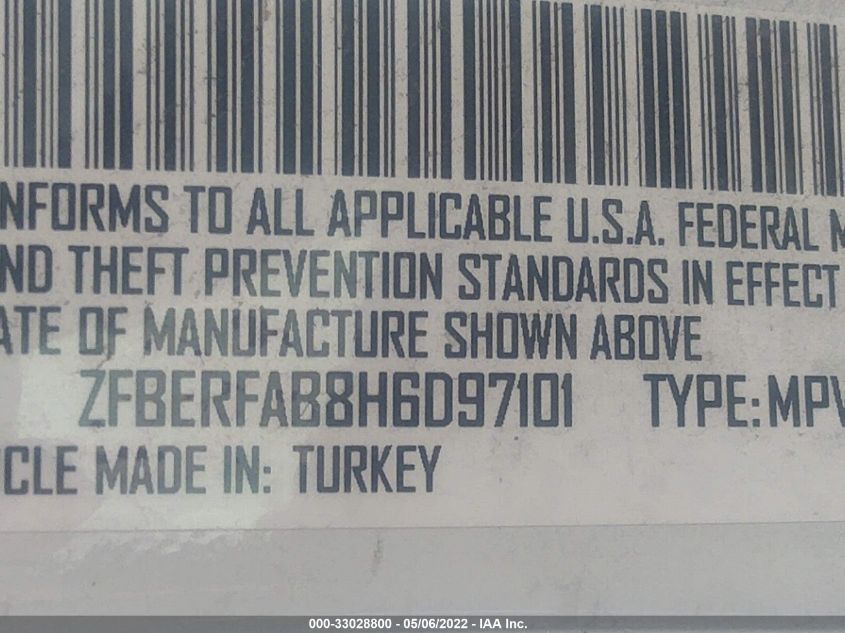 NFORMS TO ALL APPLICABLE U.S.A. FEDERAL M
ND THEFT PREVENTION STANDARDS IN EFFECT
ATE OF MANUFACTURE SHOWN ABOVE
ZFBERFAB8H6D97101 TYPE: MPV
CLE MADE IN: TURKEY
000-33028800 - 05/06/2022 - IAA Inc.